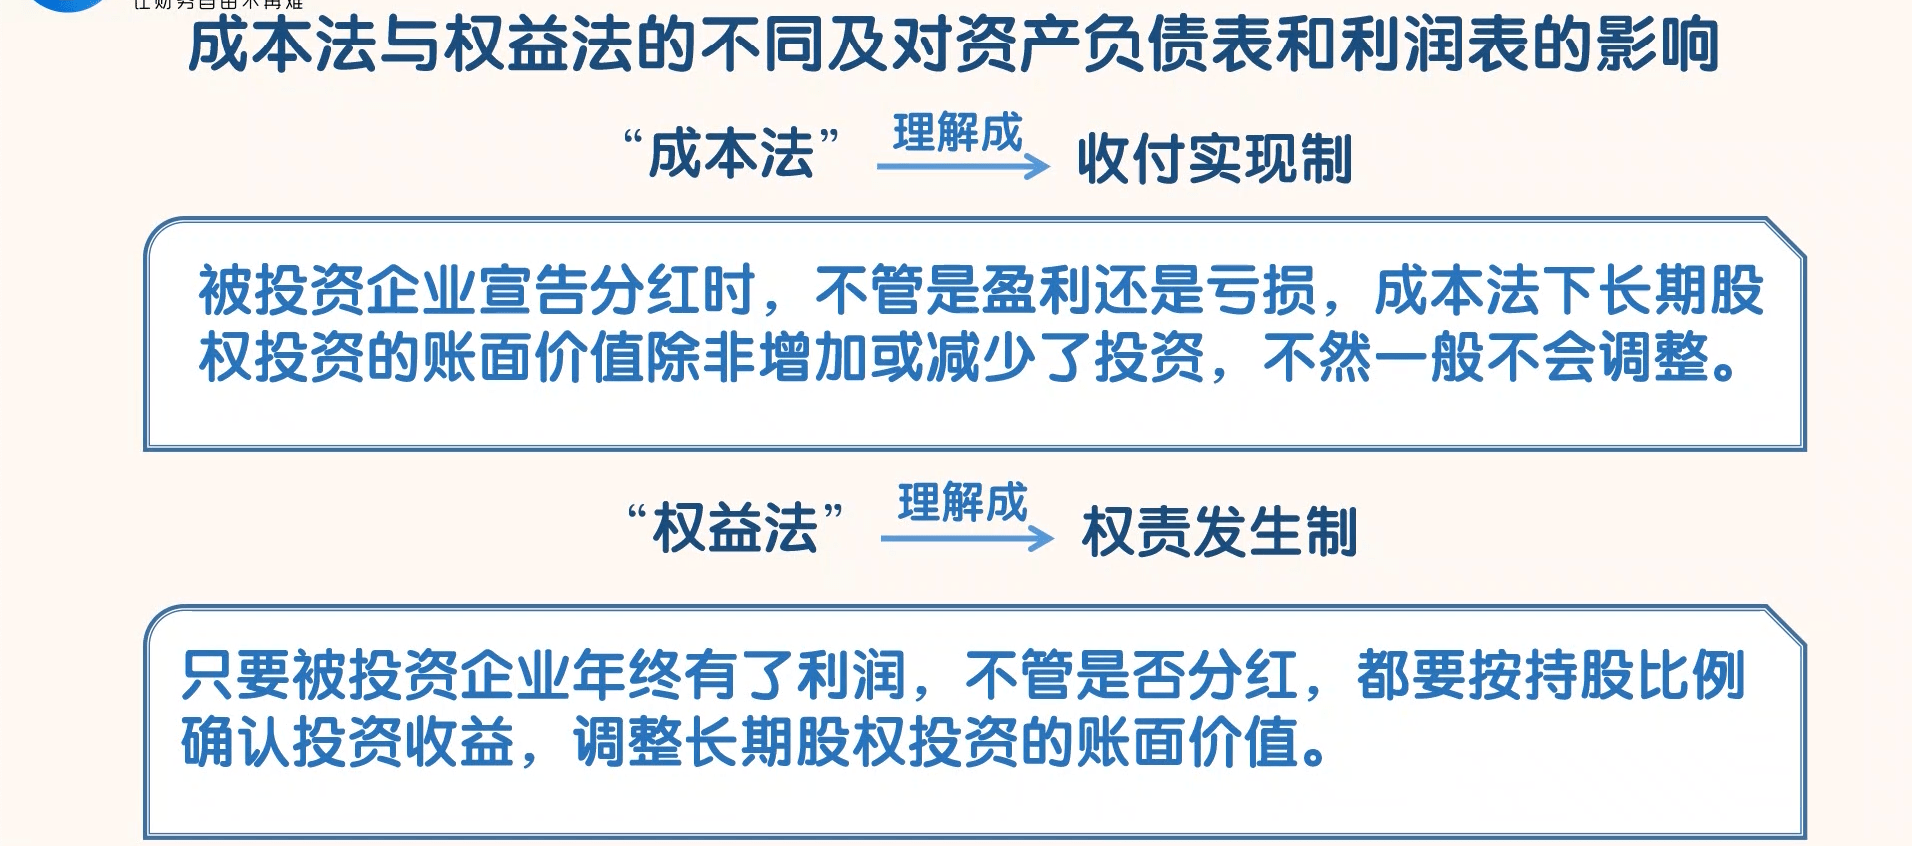 让财务自由不再难
成本法与权益法的不同及对资产负债表和利润表的影响
“成本法” 理解成 收付实现制
被投资企业宣告分红时，不管是盈利还是亏损，成本法下长期股
权投资的账面价值除非增加或减少了投资，不然一般不会调整。
“权益法” 理解成 权责发生制
只要被投资企业年终有了利润，不管是否分红，都要按持股比例
确认投资收益，调整长期股权投资的账面价值。